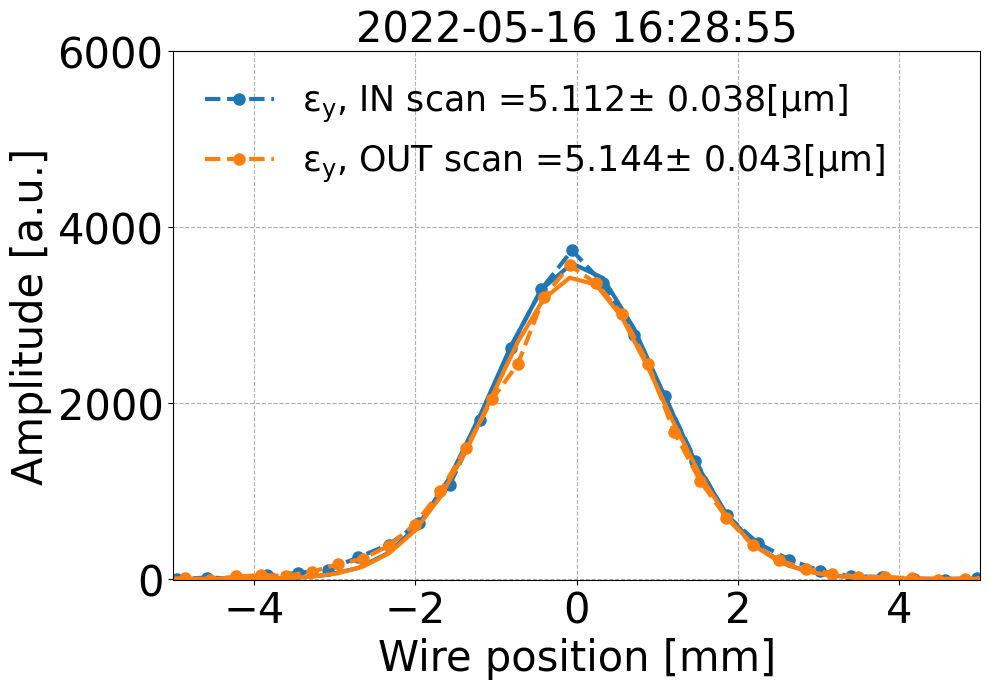 2022-05-16 16:28:55
6000
εy, IN scan =5.112± 0.038[µm]
εy, OUT scan =5.144± 0.043[µm]
4000
2000
0
Amplitude [a.u.]
−4 −2 0 2 4
Wire position [mm]